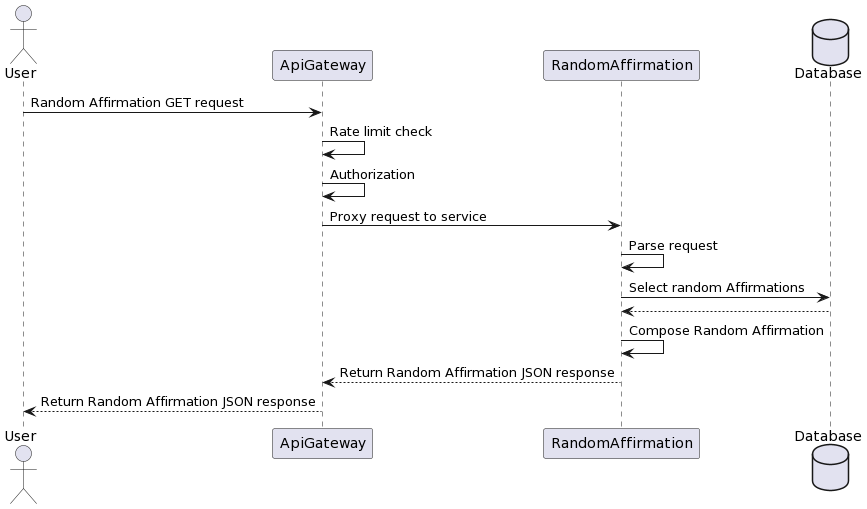 User
ApiGateway
RandomAffirmation
Database
Random Affirmation GET request
Rate limit check
Authorization
Proxy request to service
Parse request
Select random Affirmations
Compose Random Affirmation
Return Random Affirmation JSON response
Return Random Affirmation JSON response
User
ApiGateway
RandomAffirmation
Database